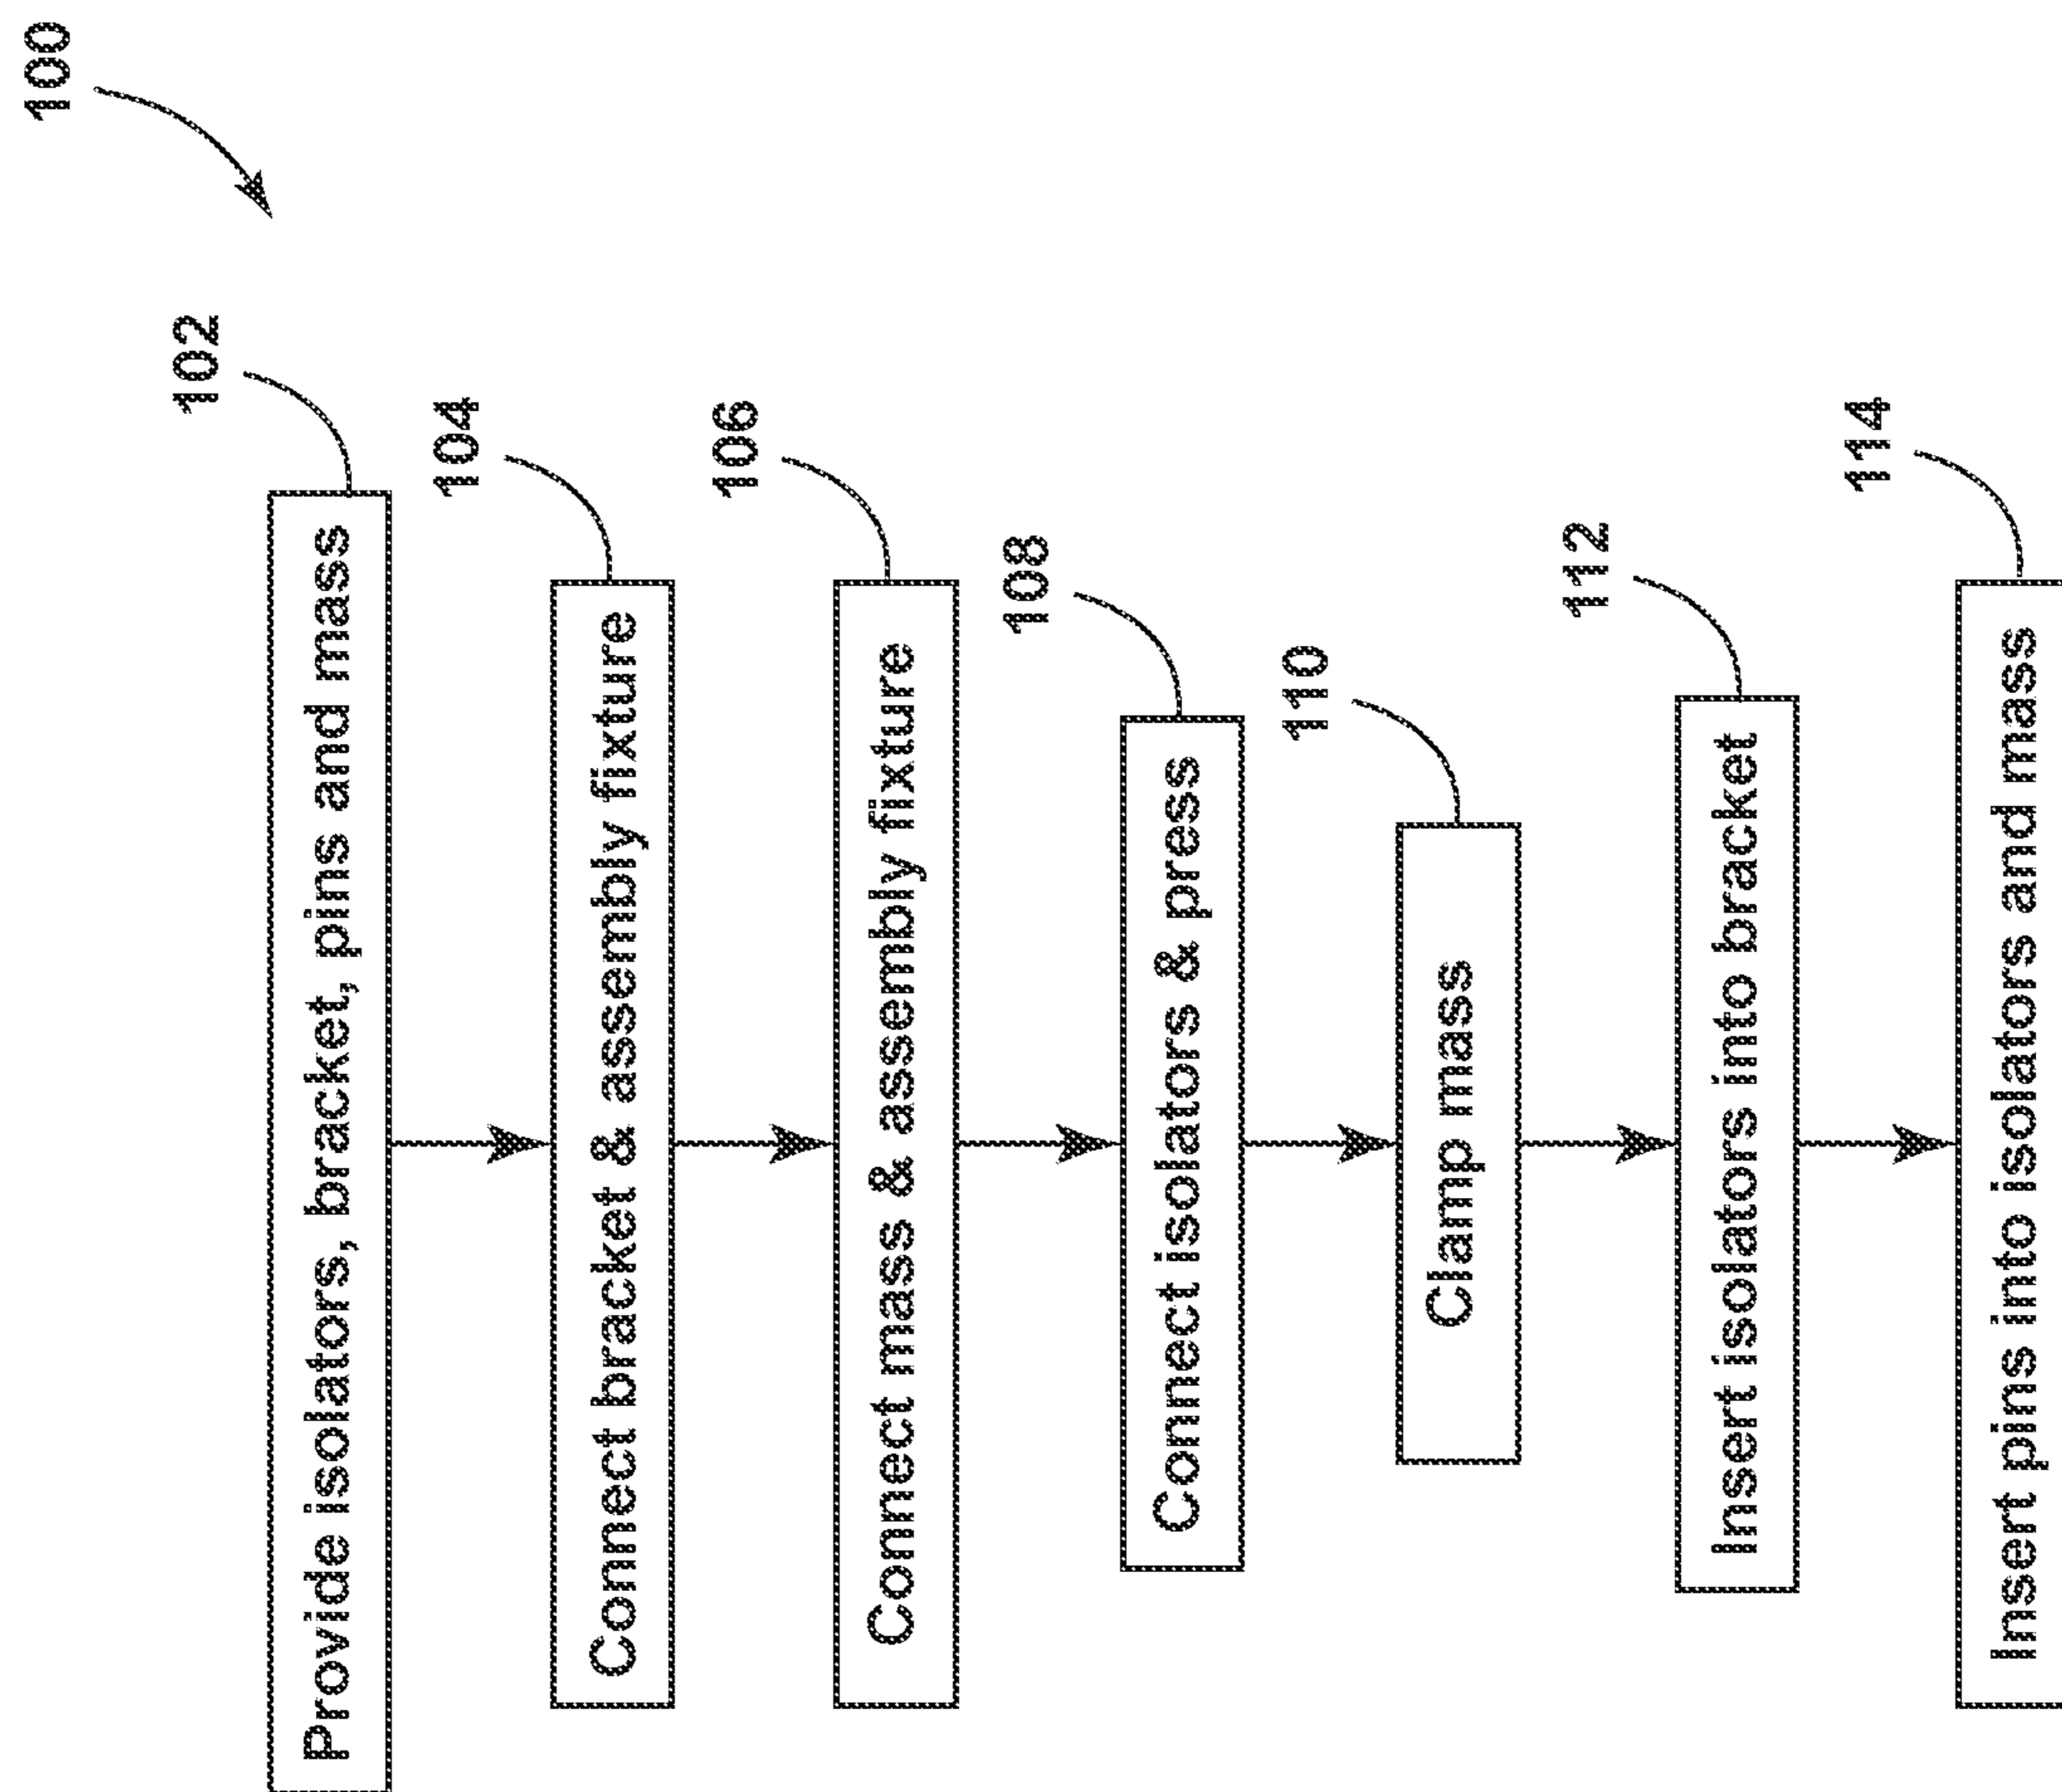 100
102
Provide isolators, bracket, pins and mass
104
Connect bracket & assembly fixture
106
Connect mass & assembly fixture
108
Connect isolators & press
110
Clamp mass
112
Insert isolators into bracket
114
Insert pins into isolators and mass